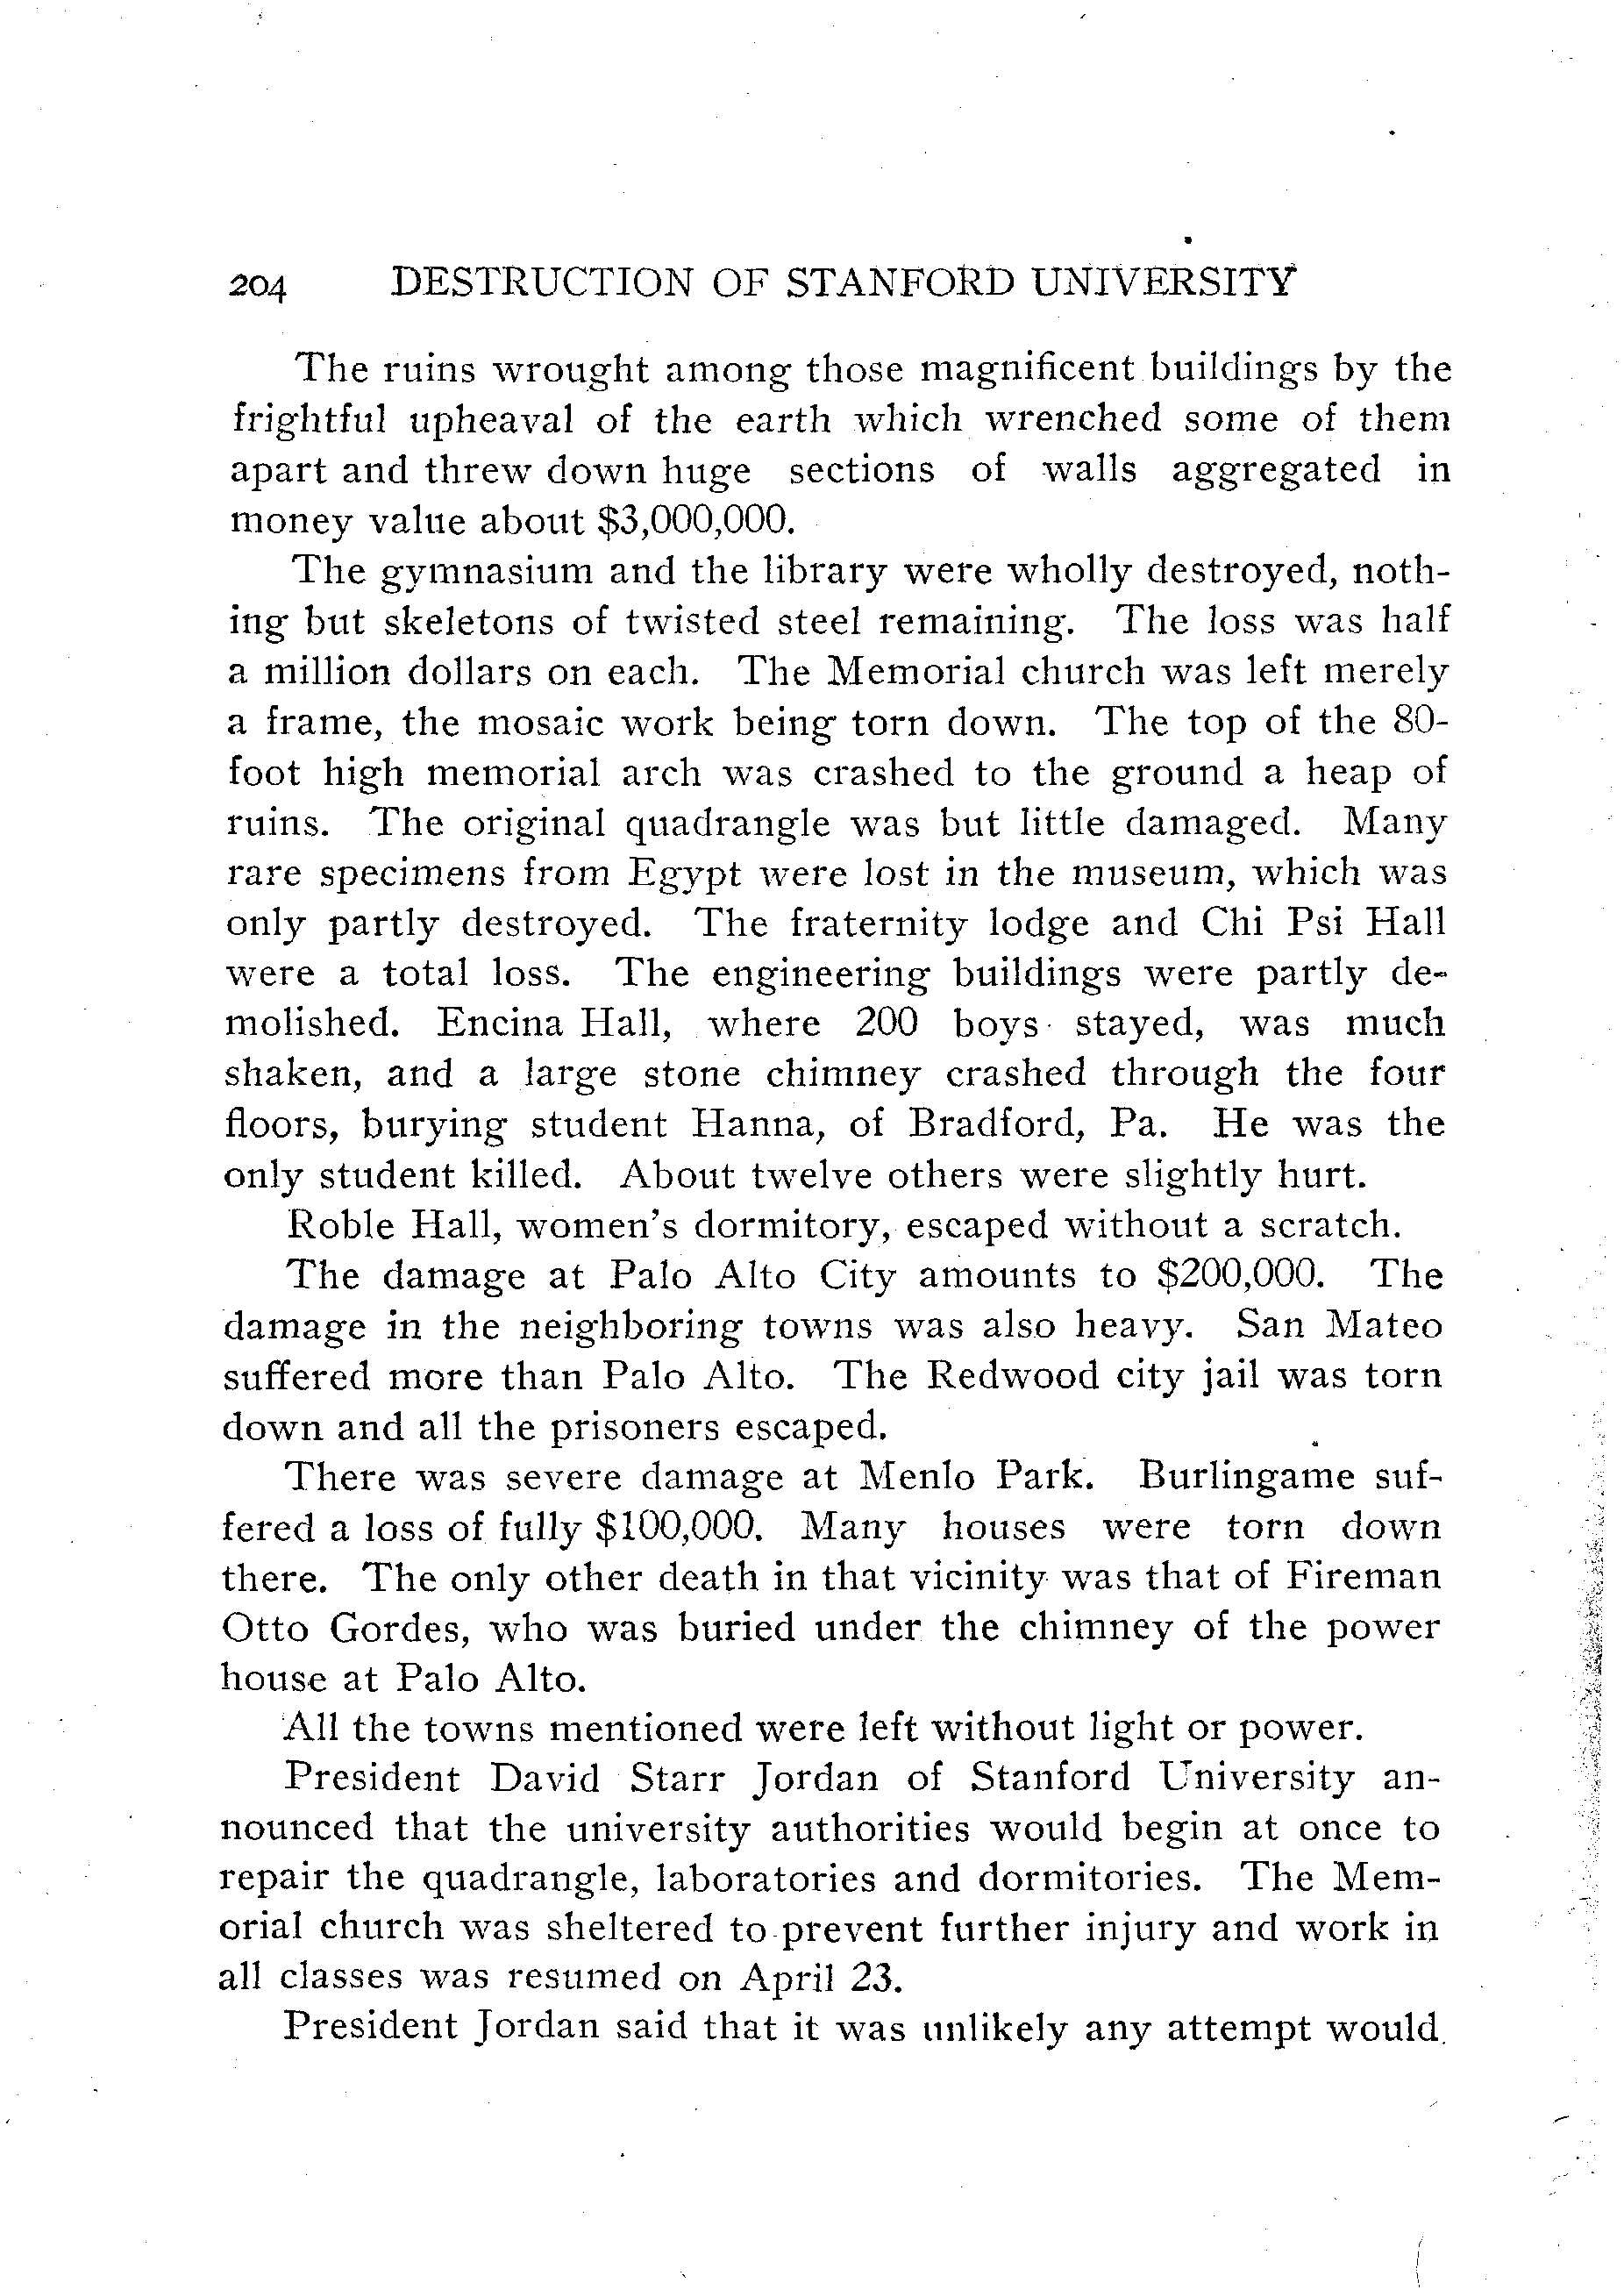 204 DESTRUCTION OF STANFORD UNIVERSITY
The ruins wrought among those magnificent buildings by the
frightful upheaval of the earth which wrenched some of them
apart and threw down huge sections of walls aggregated in
money value about $3,000,000.
The gymnasium and the library were wholly destroyed, noth-
ing but skeletons of twisted steel remaining. The loss was half
a million dollars on each. The Memorial church was left merely
a frame, the mosaic work being torn down. The top of the 80-
foot high memorial arch was crashed to the ground a heap of
ruins. The original quadrangle was but little damaged. Many
rare specimens from Egypt were lost in the museum, which was
only partly destroyed. The fraternity lodge and Chi Psi Hall
were a total loss. The engineering buildings were partly de-
molished. Encina Hall, where 200 boys stayed, was much
shaken, and a large stone chimney crashed through the four
floors, burying student Hanna, of Bradford, Pa. He was the
only student killed. About twelve others were slightly hurt.
Roble Hall, women's dormitory, escaped without a scratch.
The damage at Palo Alto City amounts to $200,000. The
damage in the neighboring towns was also heavy. San Mateo
suffered more than Palo Alto. The Redwood city jail was torn
down and all the prisoners escaped.
There was severe damage at Menlo Park. Burlingame suf-
fered a loss of fully $100,000. Many houses were torn down
there. The only other death in that vicinity was that of Fireman
Otto Gordes, who was buried under the chimney of the power
house at Palo Alto.
All the towns mentioned were left without light or power.
President David Starr Jordan of Stanford University an-
nounced that the university authorities would begin at once to
repair the quadrangle, laboratories and dormitories. The Mem-
orial church was sheltered to prevent further injury and work in
all classes was resumed on April 23.
President Jordan said that it was unlikely any attempt would